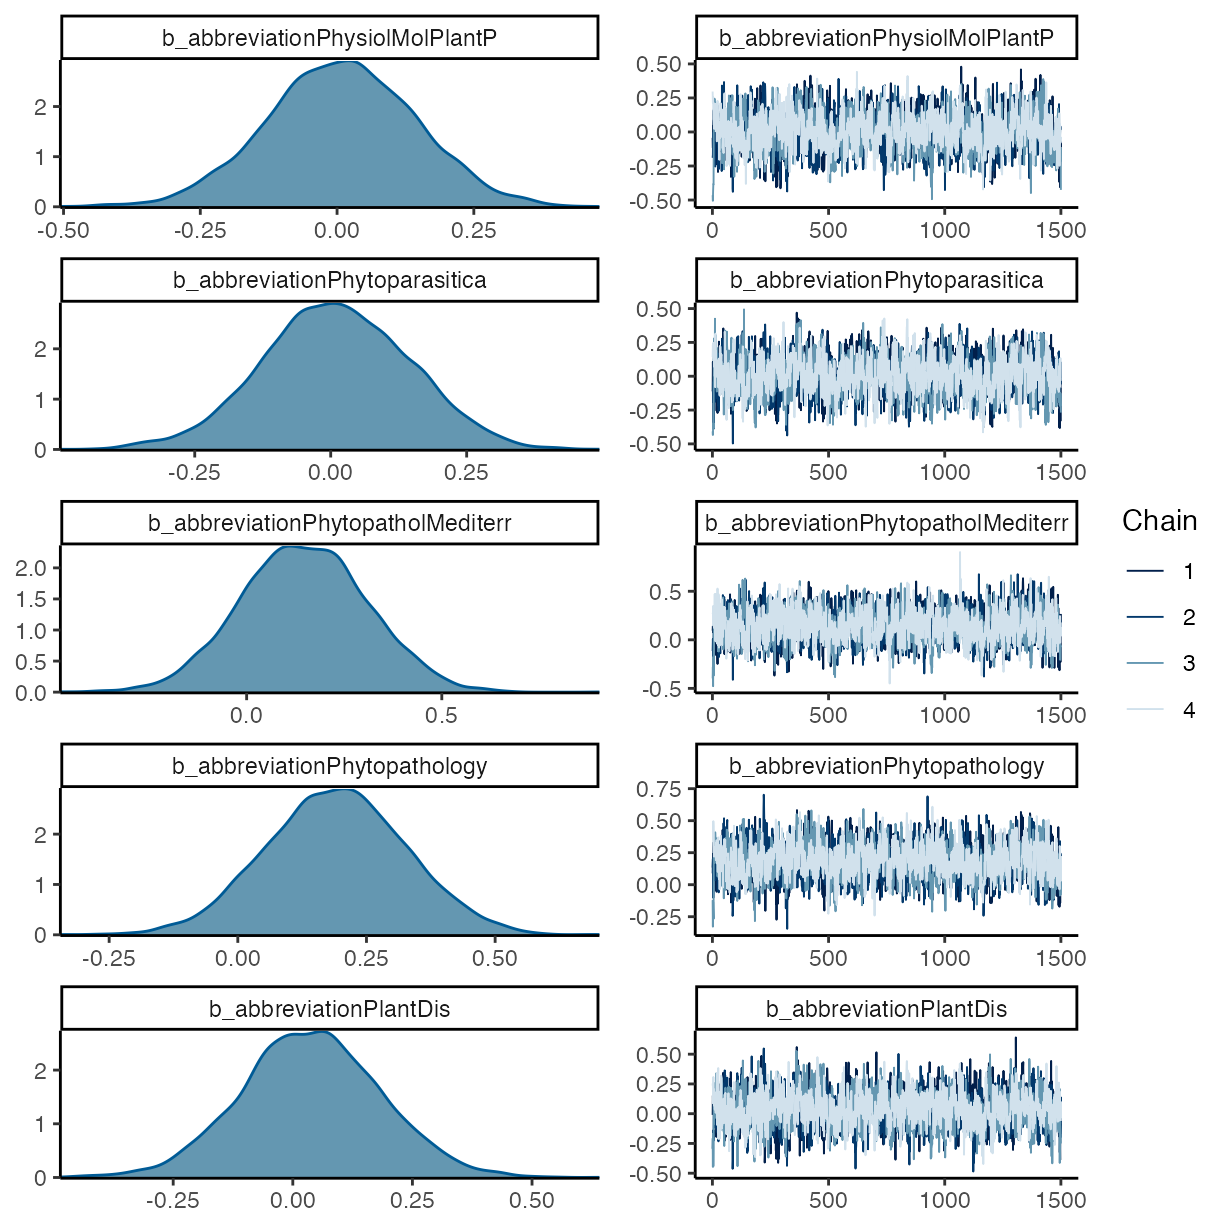 b_abbreviationPhysiolMolPlantP
2
1
0
-0.50 -0.25 0.00 0.25
b_abbreviationPhysiolMolPlantP
0.50
0.25
0.00
-0.25
-0.50
0 500 1000 1500
b_abbreviationPhytoparasitica
2
1
0
-0.25 0.00 0.25
b_abbreviationPhytoparasitica
0.50
0.25
0.00
-0.25
-0.50
0 500 1000 1500
b_abbreviationPhytopatholMediterr
2.0
1.5
1.0
0.5
0.0
0.0 0.5
b_abbreviationPhytopatholMediterr
0.5
0.0
-0.5
0 500 1000 1500
b_abbreviationPhytopathology
2
1
0
-0.25 0.00 0.25 0.50
b_abbreviationPhytopathology
0.75
0.50
0.25
0.00
-0.25
0 500 1000 1500
b_abbreviationPlantDis
2
1
0
-0.25 0.00 0.25 0.50
b_abbreviationPlantDis
0.50
0.25
0.00
-0.25
-0.50
0 500 1000 1500
Chain
1
2
3
4